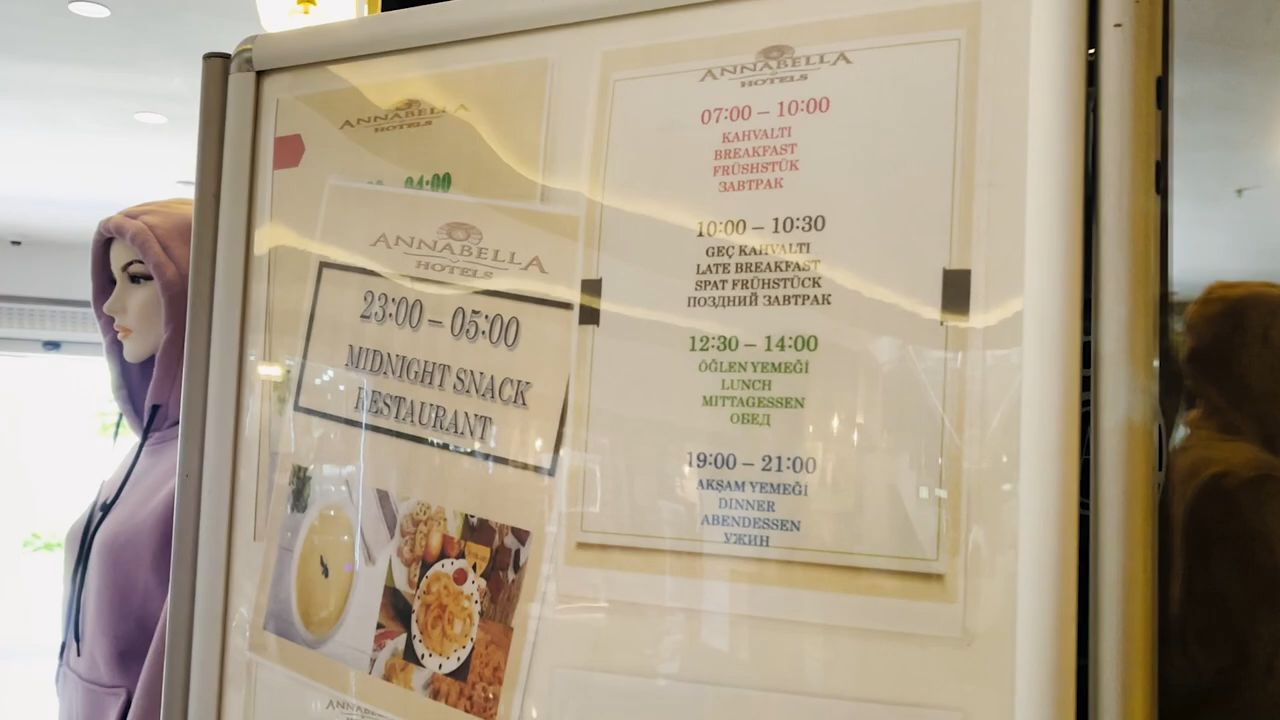 ANNABELLA
HOTELS
04:00
ANNABELLA
HOTELS
23:00 – 05:00
MIDNIGHT SNACK
RESTAURANT
ANNABELLA
HOTELS
07:00 – 10:00
KAHVALTI
BREAKFAST
FRÜSHSTÜK
ЗАВТРАК
10:00 – 10:30
GEÇ KAHVALTI
LATE BREAKFAST
SPAT FRÜHSTÜCK
ПОЗДНИЙ ЗАВТРАК
12:30 – 14:00
ÖĞLEN YEMEĞİ
LUNCH
MITTAGESSEN
ОБЕД
19:00 – 21:00
AKŞAM YEMEĞI
DINNER
ABENDESSEN
УЖИН